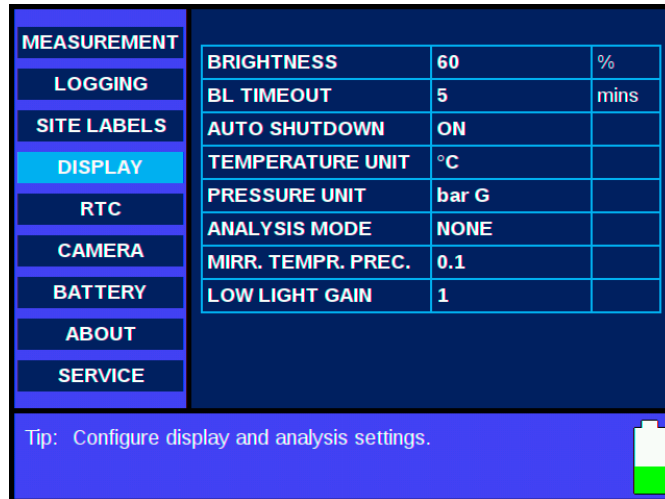 MEASUREMENT
LOGGING
SITE LABELS
DISPLAY
RTC
CAMERA
BATTERY
ABOUT
SERVICE
BRIGHTNESS 60 %
BL TIMEOUT 5 mins
AUTO SHUTDOWN ON
TEMPERATURE UNIT °C
PRESSURE UNIT bar G
ANALYSIS MODE NONE
MIRR. TEMPR. PREC. 0.1
LOW LIGHT GAIN 1
Tip: Configure display and analysis settings.